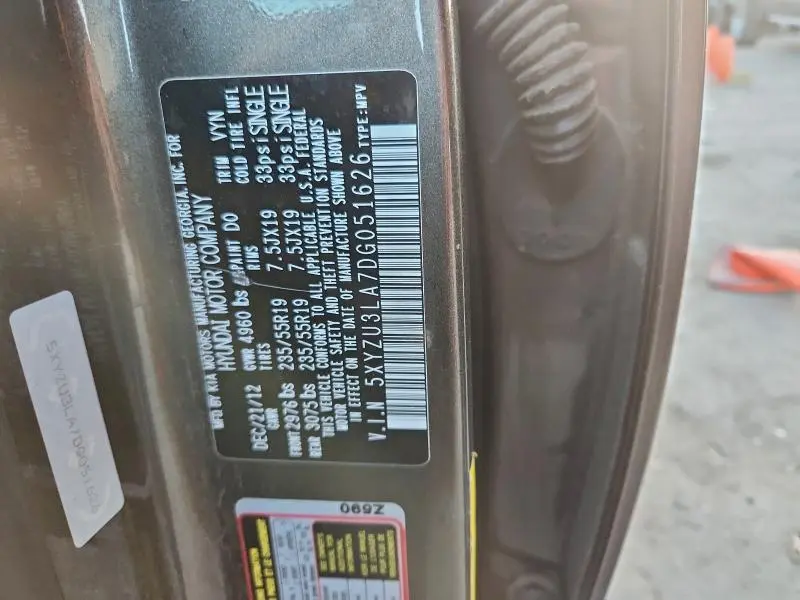 MFD BY KIA MOTORS MANUFACTURING GEORGIA, INC. FOR
HYUNDAI MOTOR COMPANY
DEC/21/12 GVWR 4960 lbs PAINT DO TRIM VYN
GAWR TIRES RIMS COLD TIRE INFL
FRONT 2976 lbs 235/55R19 7.5JX19 33psi SINGLE
REAR 3075 lbs 235/55R19 7.5JX19 33psi SINGLE
THIS VEHICLE CONFORMS TO ALL APPLICABLE U.S.A. FEDERAL
MOTOR VEHICLE SAFETY AND THEFT PREVENTION STANDARDS
IN EFFECT ON THE DATE OF MANUFACTURE SHOWN ABOVE
V.I.N 5XYZU3LA7DG051626 TYPE:MPV
5XYZU3LA7DG051626
Z590